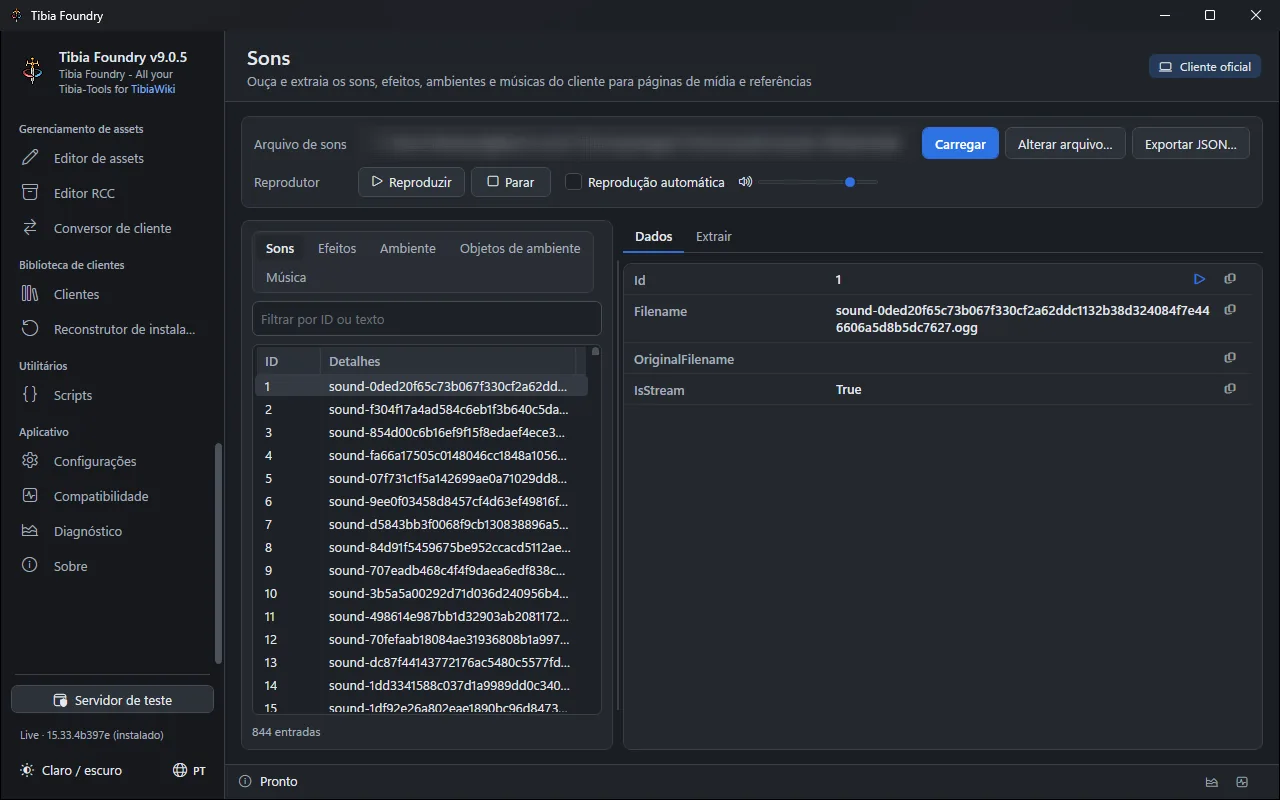 Tibia Foundry
Tibia Foundry v9.0.5
Tibia Foundry - All your
Tibia-Tools for TibiaWiki
Gerenciamento de assets
Editor de assets
Editor RCC
Conversor de cliente
Biblioteca de clientes
Clientes
Reconstrutor de instala...
Utilitários
Scripts
Aplicativo
Configurações
Compatibilidade
Diagnóstico
Sobre
Servidor de teste
Live · 15.33.4b397e (instalado)
Claro / escuro
PT
Sons
Ouça e extraia os sons, efeitos, ambientes e músicas do cliente para páginas de mídia e referências
Cliente oficial
Arquivo de sons
Carregar
Alterar arquivo...
Exportar JSON...
Reprodutor
Reproduzir
Parar
Reprodução automática
Sons Efeitos Ambiente Objetos de ambiente
Música
Filtrar por ID ou texto
ID Detalhes
1 sound-0ded20f65c73b067f330cf2a62dd...
2 sound-f304f17a4ad584c6eb1f3b640c5da...
3 sound-854d00c6b16ef9f15f8edaef4ece3...
4 sound-fa66a17505c0148046cc1848a1056...
5 sound-07f731c1f5a142699ae0a71029dd8...
6 sound-9ee0f03458d8457cf4d63ef49816f...
7 sound-d5843bb3f0068f9cb130838896a5...
8 sound-84d91f5459675be952ccacd5112ae...
9 sound-707eadb468c4f4f9daea6edf838c...
10 sound-3b5a5a00292d71d036d240956b4...
11 sound-498614e987bb1d32903ab2081172...
12 sound-70fefaab18084ae31936808b1a997...
13 sound-dc87f44143772176ac5480c5577fd...
14 sound-1dd3341588c037d1a9989dd0c340...
15 sound-1df92e26a802eae1890bc96d8473...
844 entradas
Dados Extrair
Id 1
Filename sound-0ded20f65c73b067f330cf2a62ddc1132b38d324084f7e44
6606a5d8b5dc7627.ogg
OriginalFilename
IsStream True
Pronto